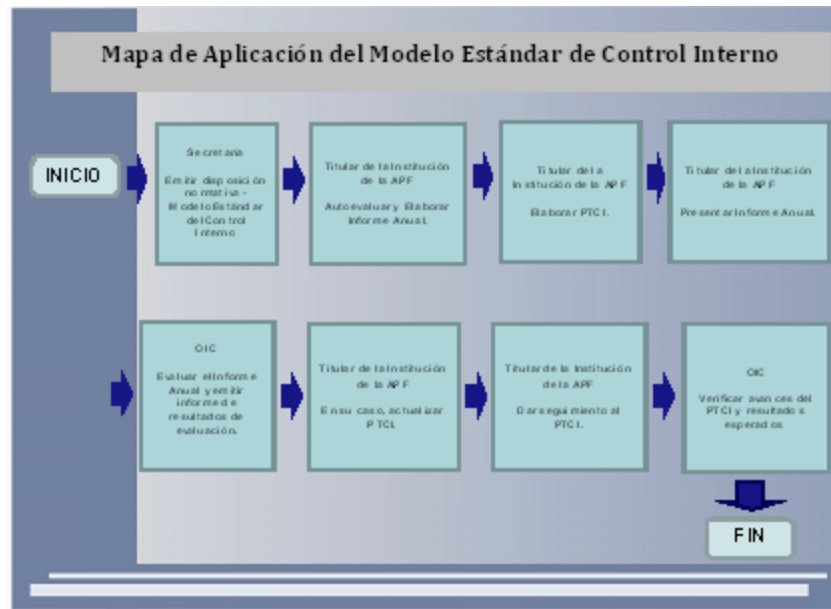 Mapa de Aplicación del Modelo Estándar de Control Interno
INICIO
Secretaría
Emitir disposición
normativa -
Modelo Estándar
del Control
Interno
Titular de la Institución
de la APF
Autoevaluar y Elaborar
Informe Anual.
Titular de la
Institución de la APF
Elaborar PTCI.
Titular de la Institución
de la APF
Presentar Informe Anual.
OIC
Evaluar el Informe
Anual y emitir
informe de
resultados de
evaluación.
Titular de la Institución
de la APF
En su caso, actualizar
PTCI.
Titular de la Institución
de la APF
Dar seguimiento al
PTCI.
OIC
Verificar avances del
PTCI y resultados
esperados
FIN